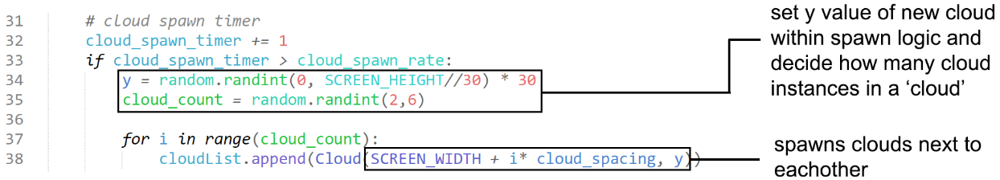 31 # cloud spawn timer
32 cloud_spawn_timer += 1
33 if cloud_spawn_timer > cloud_spawn_rate:
34 y = random.randint(0, SCREEN_HEIGHT//30) * 30
35 cloud_count = random.randint(2,6)
36
37 for i in range(cloud_count):
38 cloudList.append(Cloud(SCREEN_WIDTH + i* cloud_spacing, y))
set y value of new cloud
within spawn logic and
decide how many cloud
instances in a ‘cloud’
spawns clouds next to
eachother